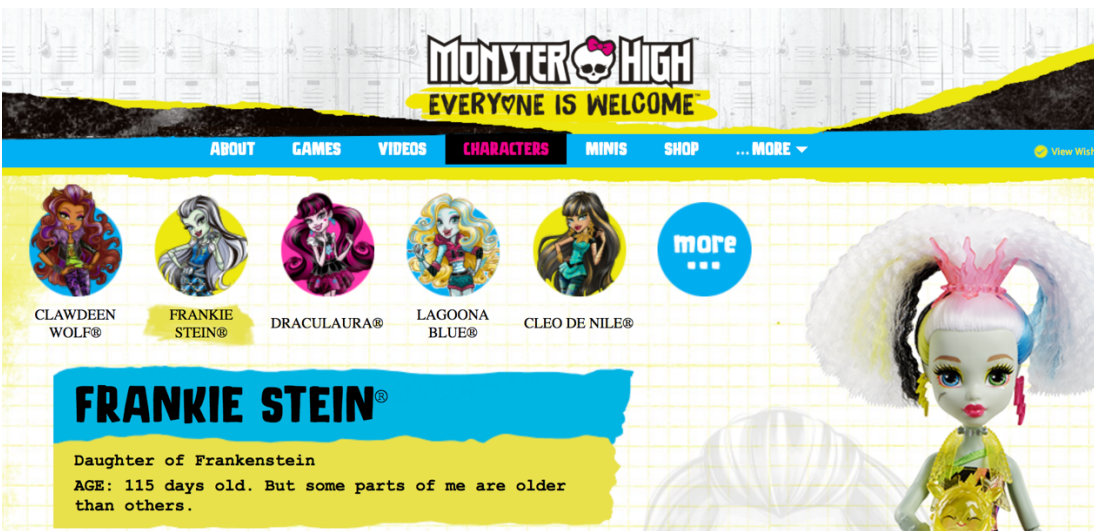 MONSTER HIGH
EVERYONE IS WELCOME™
ABOUT GAMES VIDEOS CHARACTERS MINIS SHOP ... MORE
View Wish
CLAWDEEN
WOLF®
FRANKIE
STEIN®
DRACULAURA®
LAGOONA
BLUE®
CLEO DE NILE®
more
...
FRANKIE STEIN®
Daughter of Frankenstein
AGE: 115 days old. But some parts of me are older
than others.